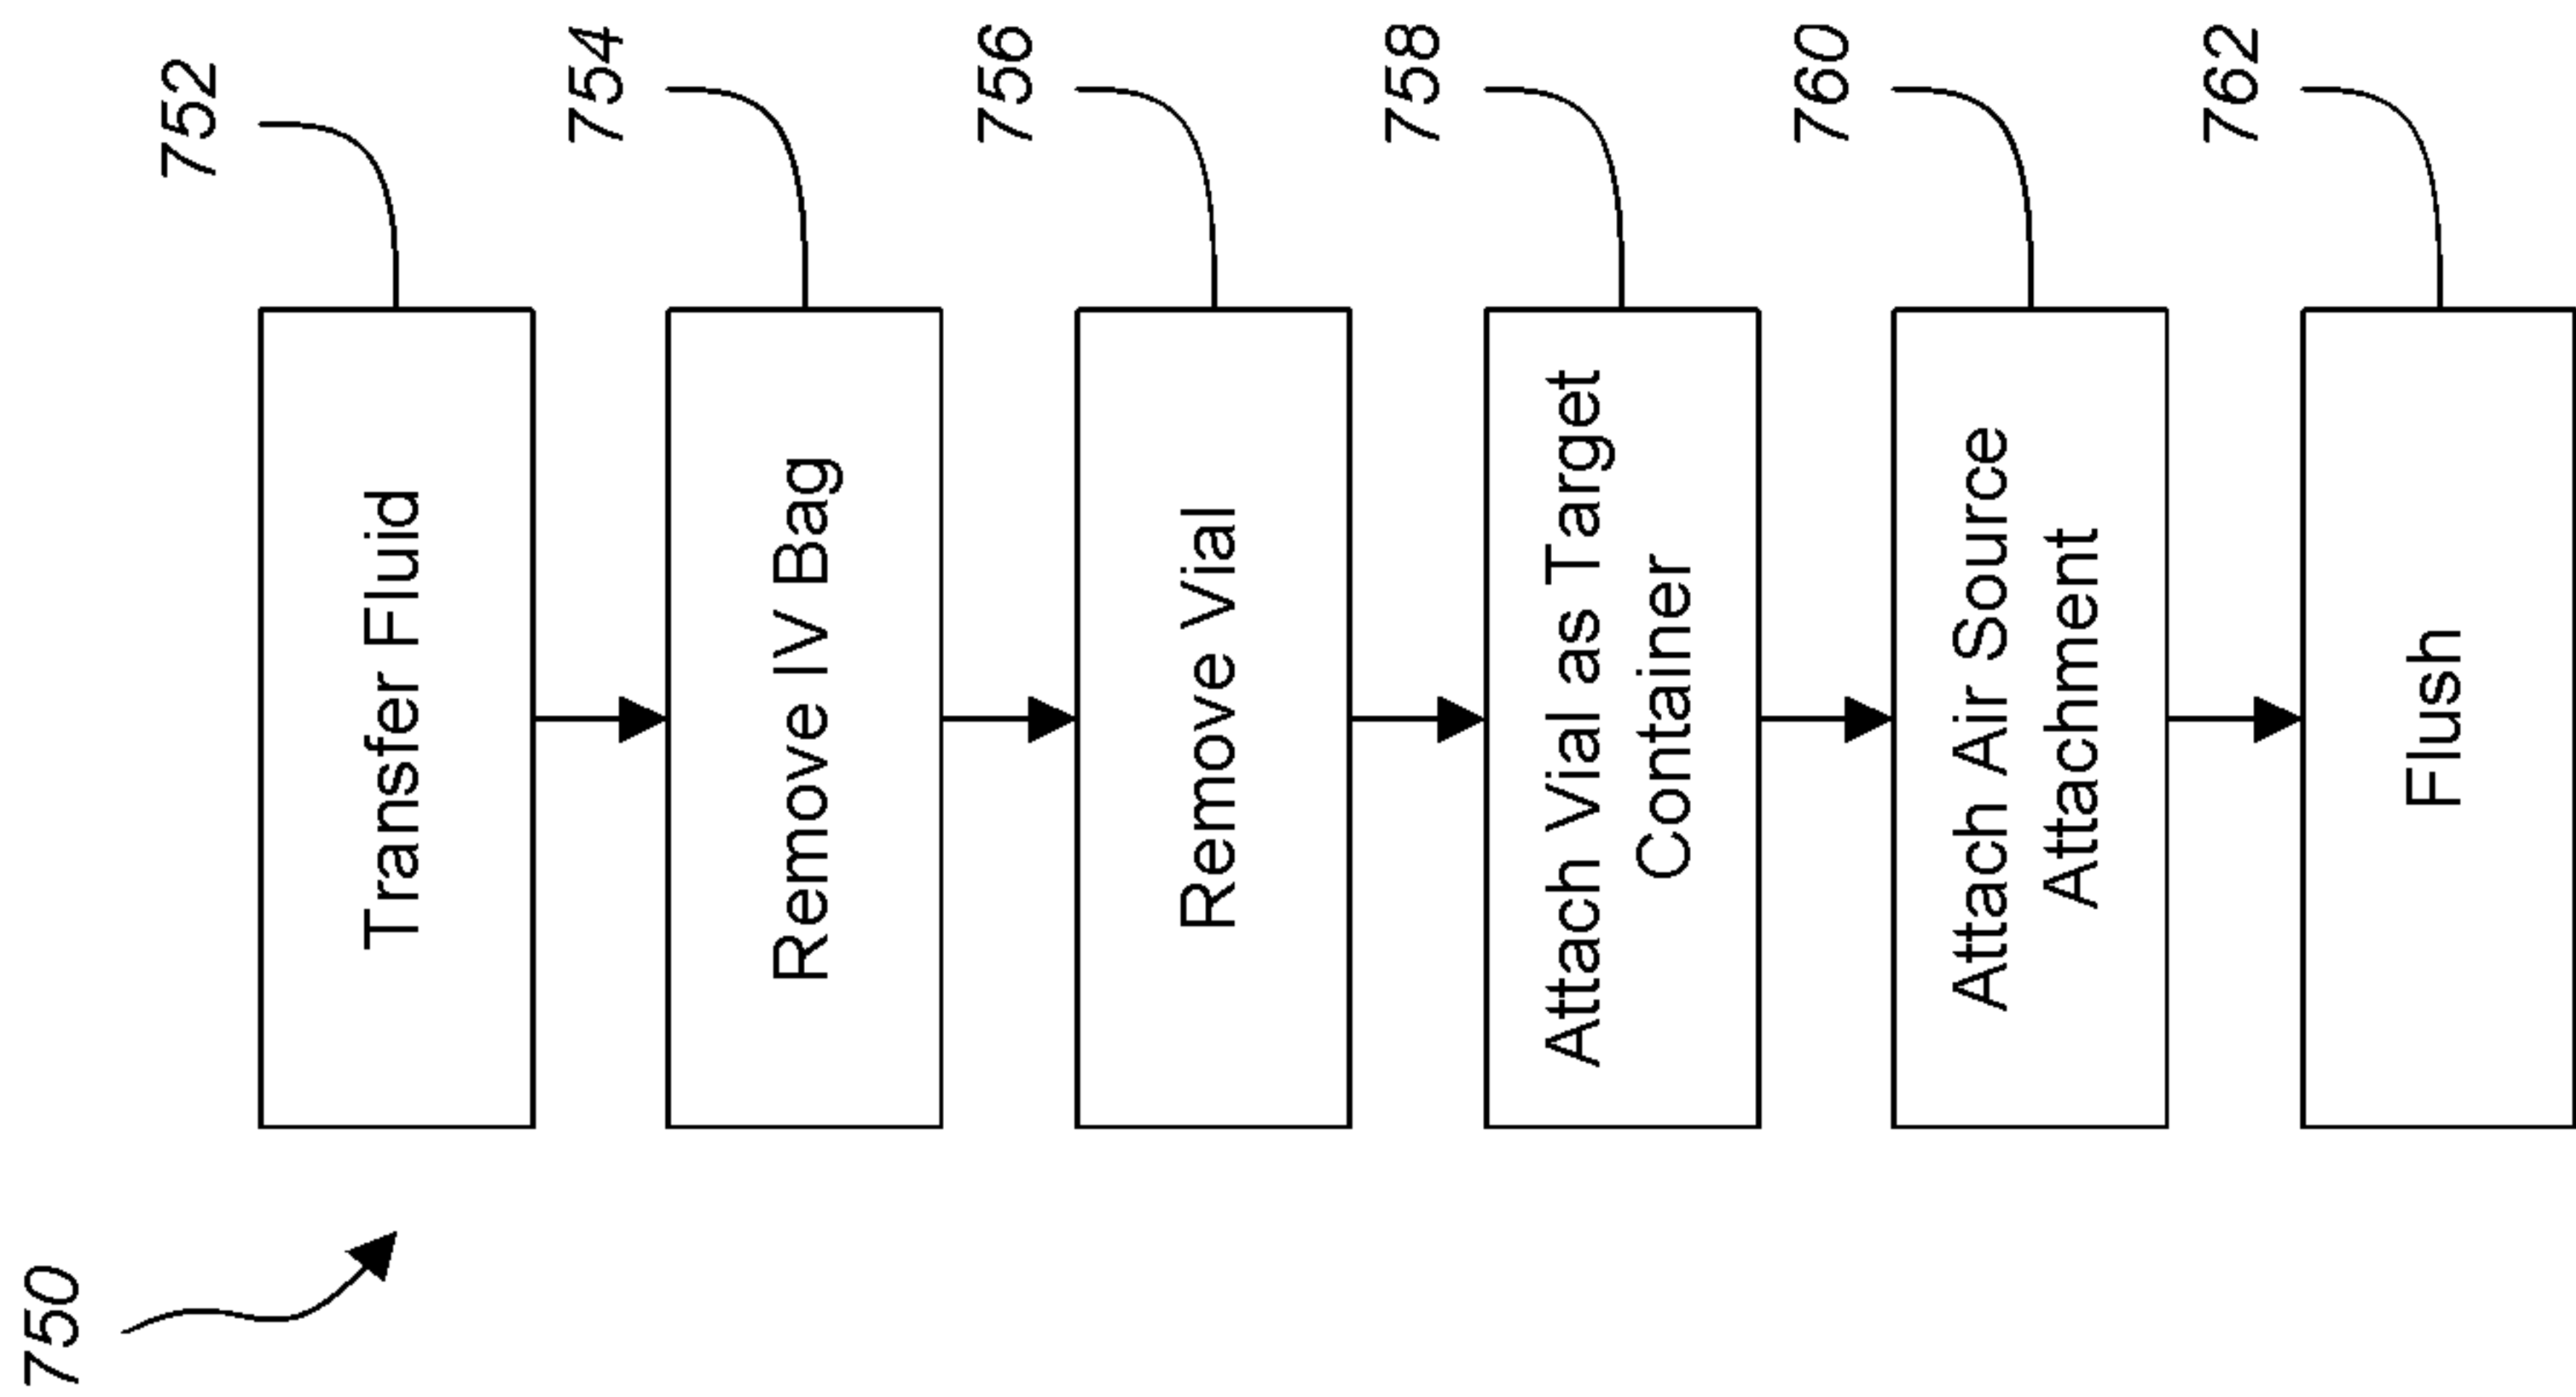 750
752
Transfer Fluid
754
Remove IV Bag
756
Remove Vial
758
Attach Vial as Target
Container
760
Attach Air Source
Attachment
762
Flush